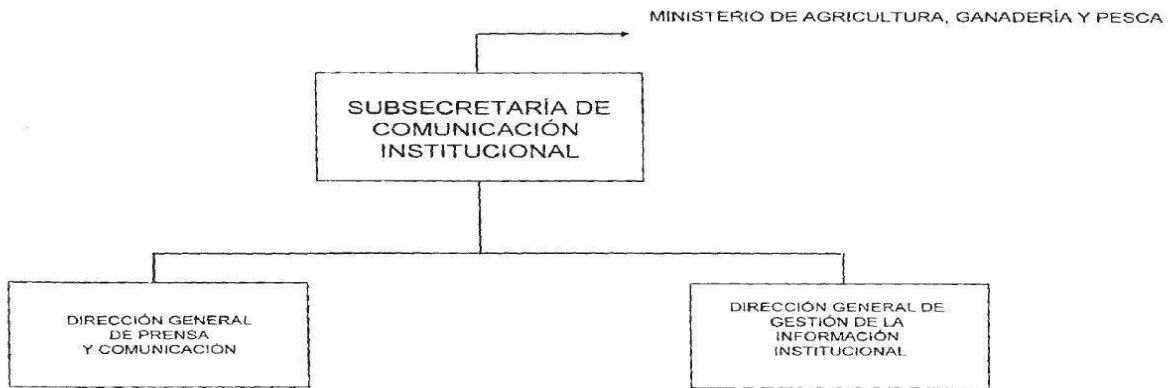 MINISTERIO DE AGRICULTURA, GANADERÍA Y PESCA
SUBSECRETARÍA DE
COMUNICACIÓN
INSTITUCIONAL
DIRECCIÓN GENERAL
DE PRENSA
Y COMUNICACIÓN
DIRECCIÓN GENERAL DE
GESTIÓN DE LA
INFORMACIÓN
INSTITUCIONAL